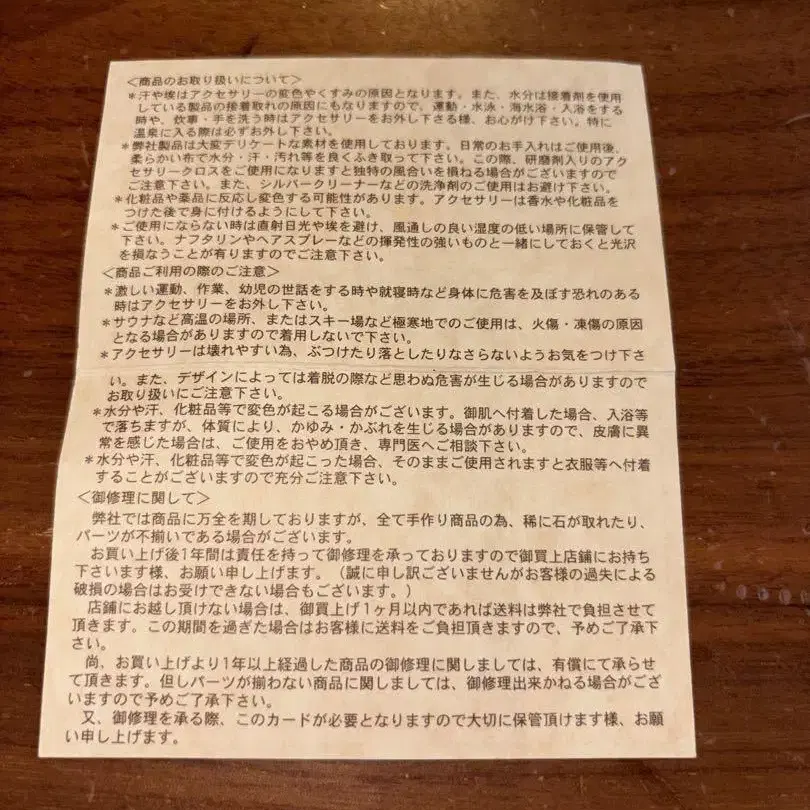 ＜商品のお取り扱いについて＞
＊汗や埃はアクセサリーの変色やくすみの原因となります。また、水分は接着剤を使用
している製品の接着取れの原因にもなりますので、運動・水泳・海水浴・入浴をする
時や、炊事・手を洗う時はアクセサリーをお外し下さる様、お心がけ下さい。特に
温泉に入る際は必ずお外し下さい。
＊弊社製品は大変デリケートな素材を使用しております。日常のお手入れはご使用後、
柔らかい布で水分・汗・汚れ等を良くふき取って下さい。この際、研磨剤入りのアク
セサリークロスをご使用になりますと独特の風合いを損ねる場合がございますので
ご注意下さい。また、シルバークリーナーなどの洗浄剤のご使用はお避け下さい。
＊化粧品や薬品に反応し変色する可能性があります。アクセサリーは香水や化粧品を
つけた後で身に付けるようにして下さい。
＊ご使用にならない時は直射日光や埃を避け、風通しの良い湿度の低い場所に保管して
下さい。ナフタリンやヘアスプレーなどの揮発性の強いものと一緒にしておくと光沢
を損なうことが有りますのでご注意下さい。
＜商品ご利用の際のご注意＞
＊激しい運動、作業、幼児の世話をする時や就寝時など身体に危害を及ぼす恐れのある
時はアクセサリーをお外し下さい。
＊サウナなど高温の場所、またはスキー場など極寒地でのご使用は、火傷・凍傷の原因
となる場合がありますので着用しないで下さい。
＊アクセサリーは壊れやすい為、ぶつけたり落としたりなさらないようお気をつけ下さ
い。また、デザインによっては着脱の際など思わぬ危害が生じる場合がありますので
お取り扱いにご注意下さい。
＊水分や汗、化粧品等で変色が起こる場合がございます。御肌へ付着した場合、入浴等
で落ちますが、体質により、かゆみ・かぶれを生じる場合がありますので、皮膚に異
常を感じた場合は、ご使用をおやめ頂き、専門医へご相談下さい。
＊水分や汗、化粧品等で変色が起こった場合、そのままご使用されますと衣服等へ付着
することがございますので充分ご注意下さい。
＜御修理に関して＞
弊社では商品に万全を期しておりますが、全て手作り商品の為、稀に石が取れたり、
パーツが不揃いである場合がございます。
お買い上げ後1年間は責任を持って御修理を承っておりますので御買上店舗にお持ち
下さいます様、お願い申し上げます。（誠に申し訳ございませんがお客様の過失による
破損の場合はお受けできない場合もございます。）
店舗にお越し頂けない場合は、御買上げ1ヶ月以内であれば送料は弊社で負担させて
頂きます。この期間を過ぎた場合はお客様に送料をご負担頂きますので、予めご了承下
さい。
尚、お買い上げより1年以上経過した商品の御修理に関しましては、有償にて承らせ
て頂きます。但しパーツが揃わない商品に関しましては、御修理出来かねる場合がござ
いますので予めご了承下さい。
又、御修理を承る際、このカードが必要となりますので大切に保管頂けます様、お願
い申し上げます。